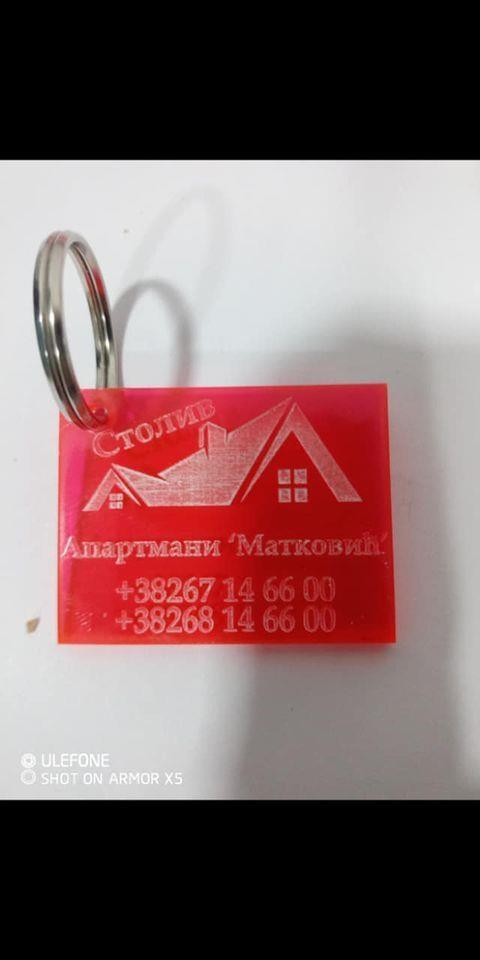 Столив
Апартмани ‘Матковић’
+38267 14 66 00
+38268 14 66 00
ULEFONE
SHOT ON ARMOR X5